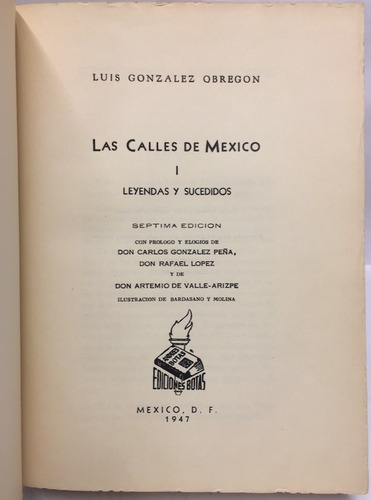 LUIS GONZALEZ OBREGON
LAS CALLES DE MEXICO
I
LEYENDAS Y SUCEDIDOS
SEPTIMA EDICION
CON PROLOGO Y ELOGIOS DE
DON CARLOS GONZALEZ PEÑA,
DON RAFAEL LOPEZ
Y DE
DON ARTEMIO DE VALLE-ARIZPE
ILUSTRACION DE BARDASANO Y MOLINA
BOTAS
EDICIONES BOTAS
MEXICO, D. F.
1947